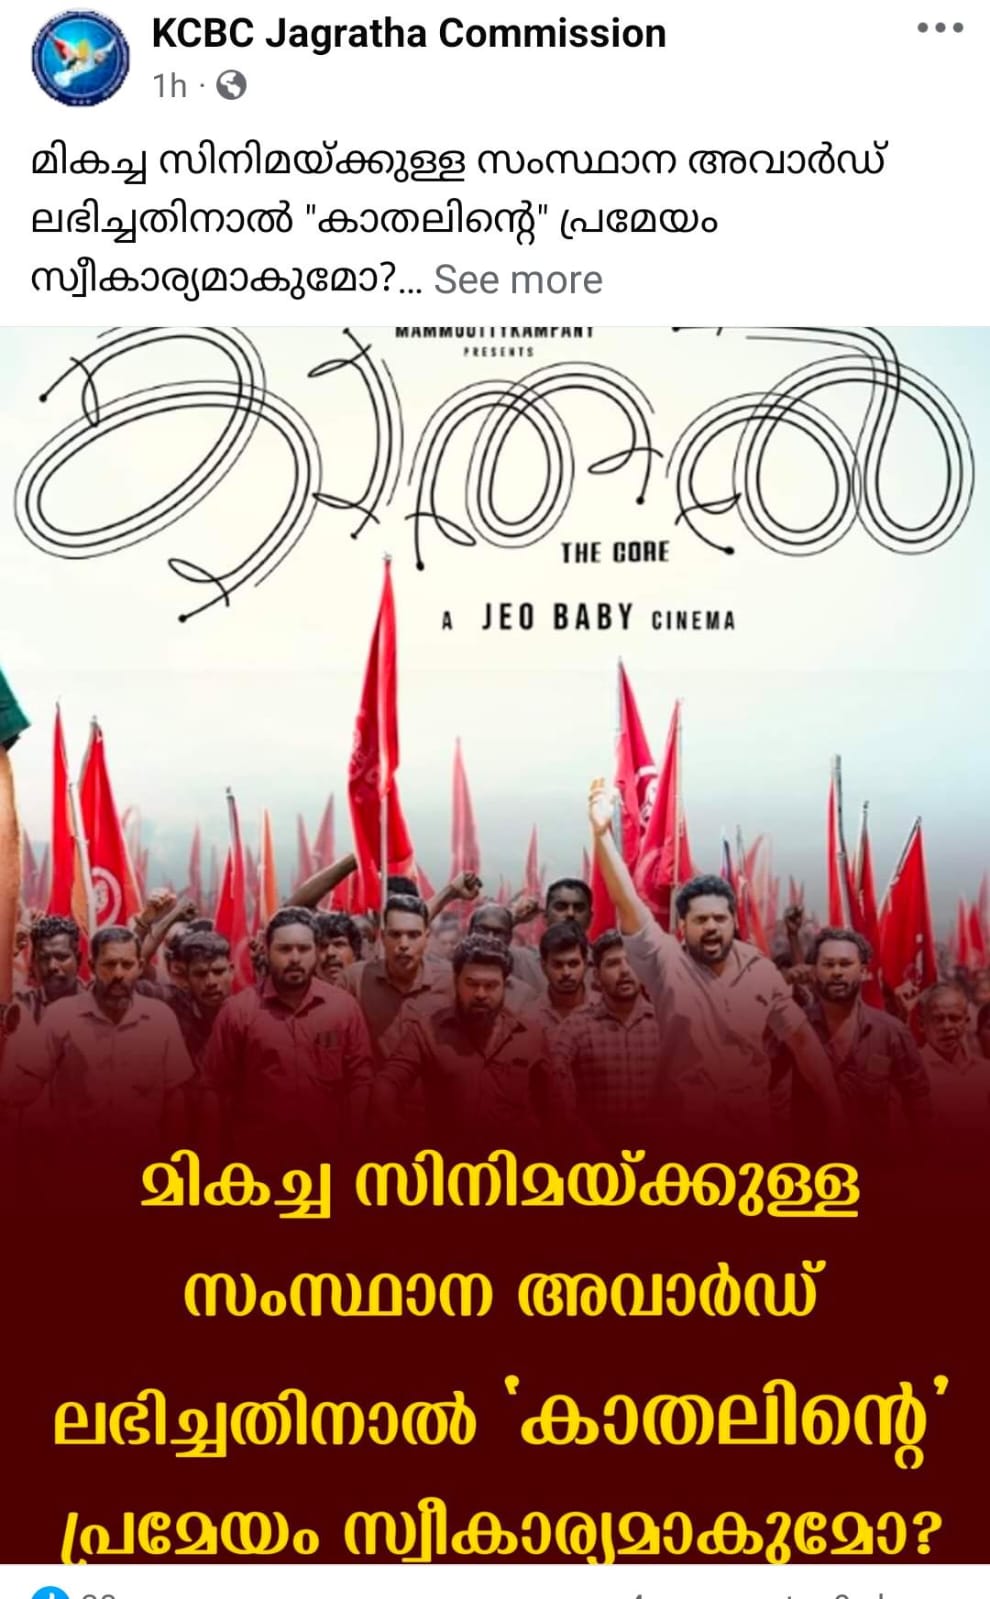 KCBC Jagratha Commission
1h
മികച്ച സിനിമയ്ക്കുള്ള സംസ്ഥാന അവാർഡ്
ലഭിച്ചതിനാൽ "കാതലിന്റെ" പ്രമേയം
സ്വീകാര്യമാകുമോ?... See more
MAMMOOTTYKAMPANY
PRESENTS
കാതൽ
THE CORE
A JEO BABY CINEMA
മികച്ച സിനിമയ്ക്കുള്ള
സംസ്ഥാന അവാർഡ്
ലഭിച്ചതിനാൽ 'കാതലിന്റെ'
പ്രമേയം സ്വീകാര്യമാകുമോ?